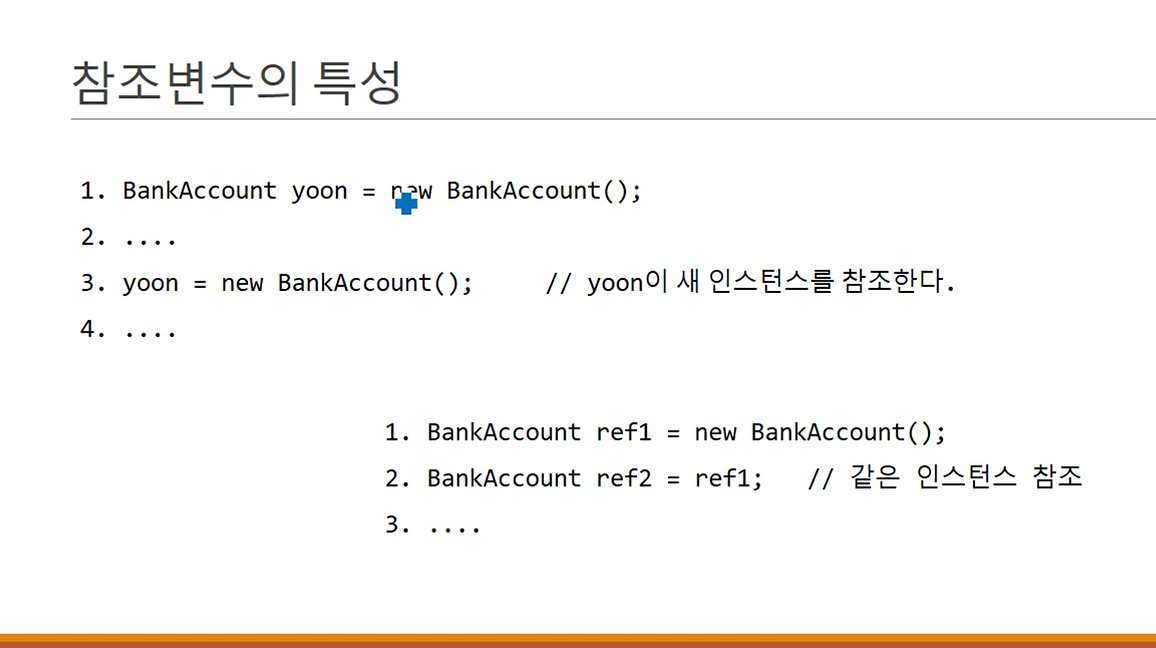 참조변수의 특성
1. BankAccount yoon = new BankAccount();
2. ....
3. yoon = new BankAccount(); // yoon이 새 인스턴스를 참조한다.
4. ....
1. BankAccount ref1 = new BankAccount();
2. BankAccount ref2 = ref1; // 같은 인스턴스 참조
3. ....